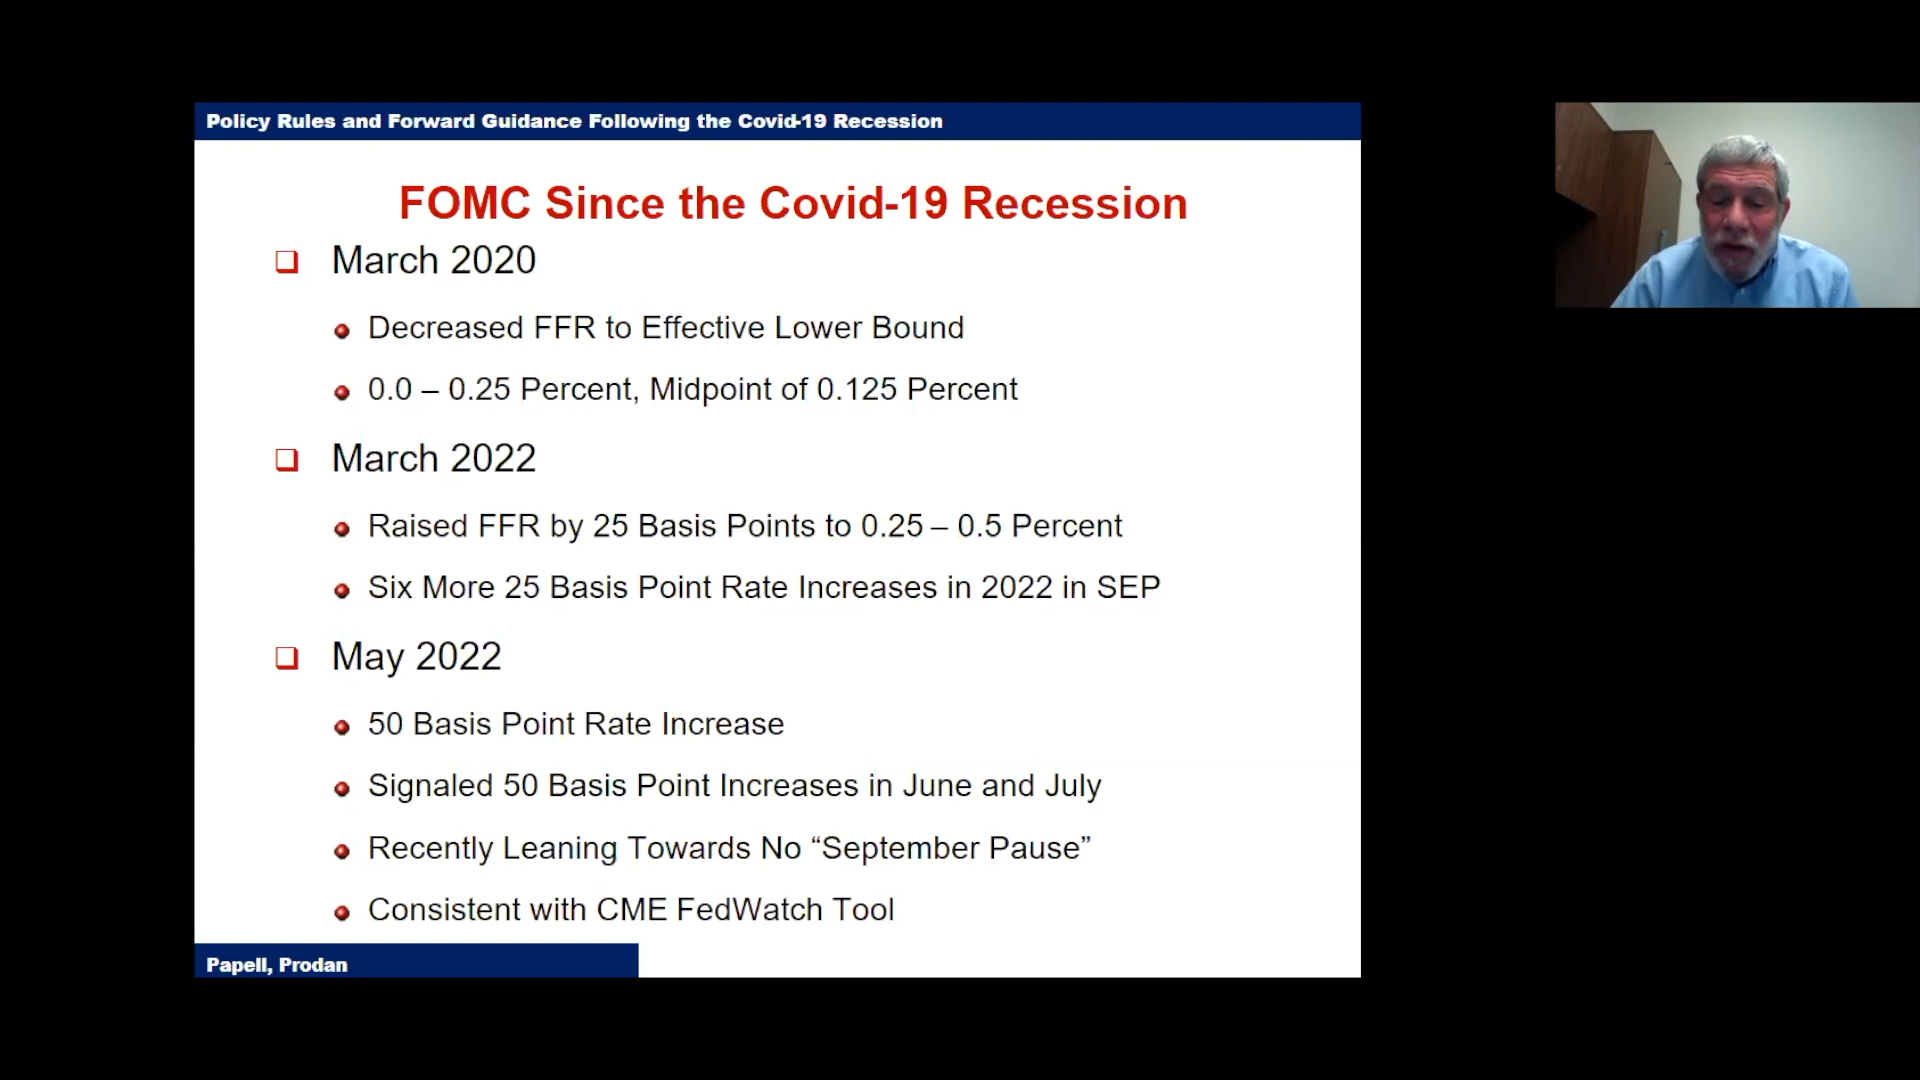 Policy Rules and Forward Guidance Following the Covid-19 Recession
FOMC Since the Covid-19 Recession
March 2020
Decreased FFR to Effective Lower Bound
0.0 – 0.25 Percent, Midpoint of 0.125 Percent
March 2022
Raised FFR by 25 Basis Points to 0.25 – 0.5 Percent
Six More 25 Basis Point Rate Increases in 2022 in SEP
May 2022
50 Basis Point Rate Increase
Signaled 50 Basis Point Increases in June and July
Recently Leaning Towards No “September Pause”
Consistent with CME FedWatch Tool
Papell, Prodan